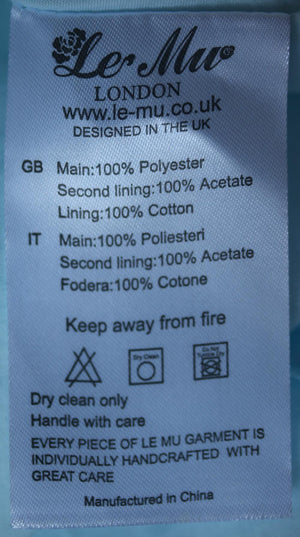 Le Mu®
LONDON
www.le-mu.co.uk
DESIGNED IN THE UK
GB Main:100% Polyester
Second lining:100% Acetate
Lining:100% Cotton
IT Main:100% Poliesteri
Second lining:100% Acetate
Fodera:100% Cotone
Keep away from fire
Dry Clean
Do Not
Tumble Dry
Dry clean only
Handle with care
EVERY PIECE OF LE MU GARMENT IS
INDIVIDUALLY HANDCRAFTED WITH
GREAT CARE
Manufactured in China